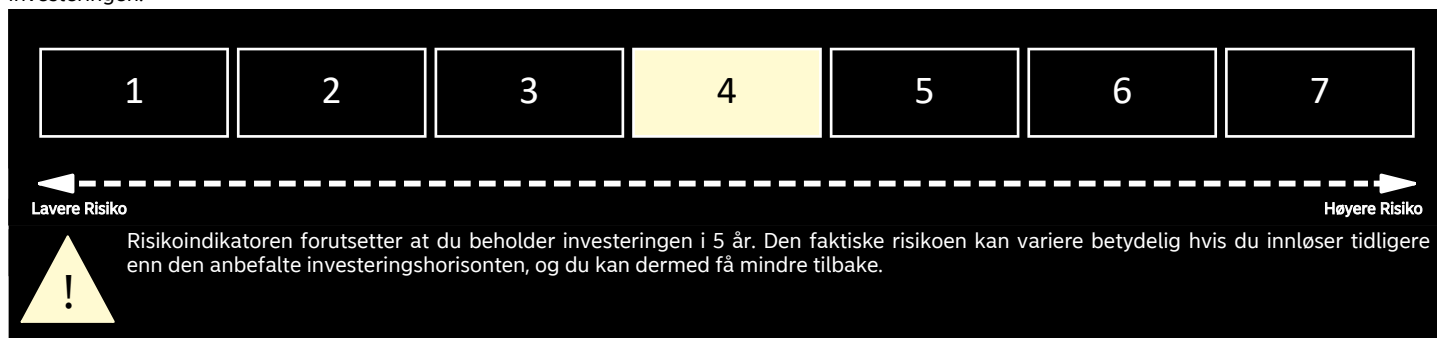 investeringen.
1 2 3 4 5 6 7
Lavere Risiko Høyere Risiko
Risikoindikatoren forutsetter at du beholder investeringen i 5 år. Den faktiske risikoen kan variere betydelig hvis du innløser tidligere
enn den anbefalte investeringshorisonten, og du kan dermed få mindre tilbake.
!